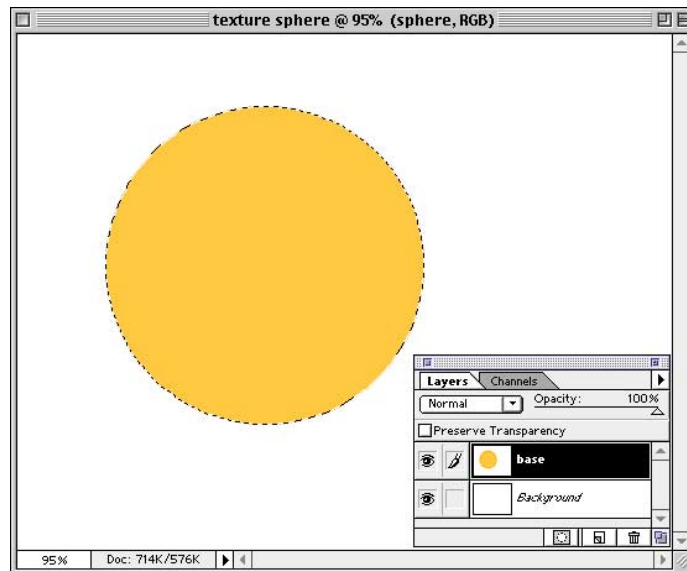 texture sphere @ 95% (sphere, RGB)
Layers Channels
Normal Opacity: 100%
Preserve Transparency
base
Background
95% Doc: 714K/576K